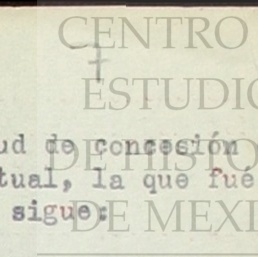 CENTRO
ESTUDIO
DE HISTO
DE MEXI
ud de concesión
tual, la que fué
sigue: